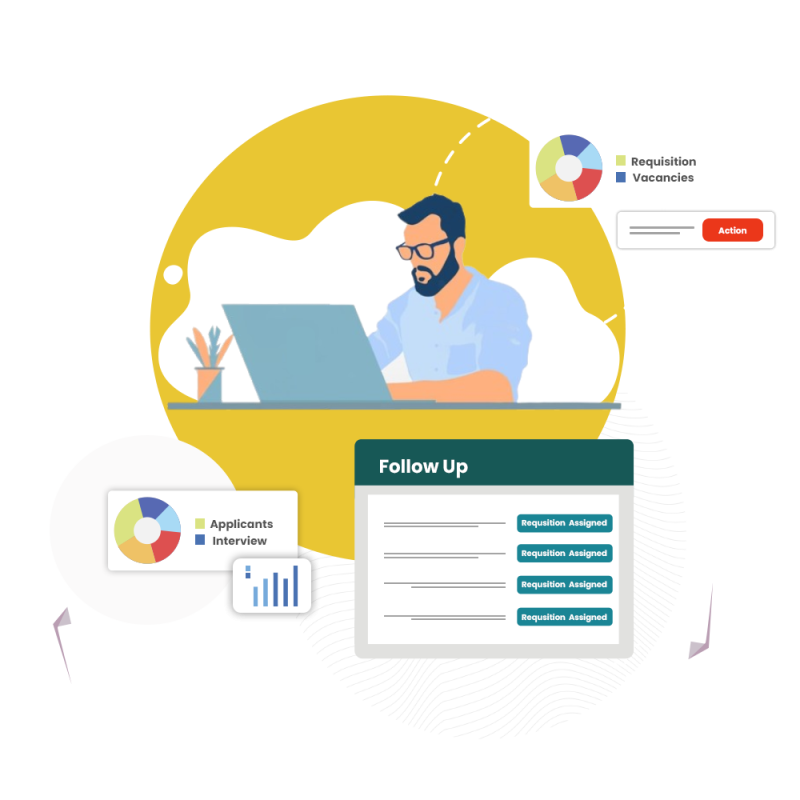 Requisition
Vacancies
Action
Follow Up
Applicants
Interview
Requsition Assigned
Requsition Assigned
Requsition Assigned
Requsition Assigned